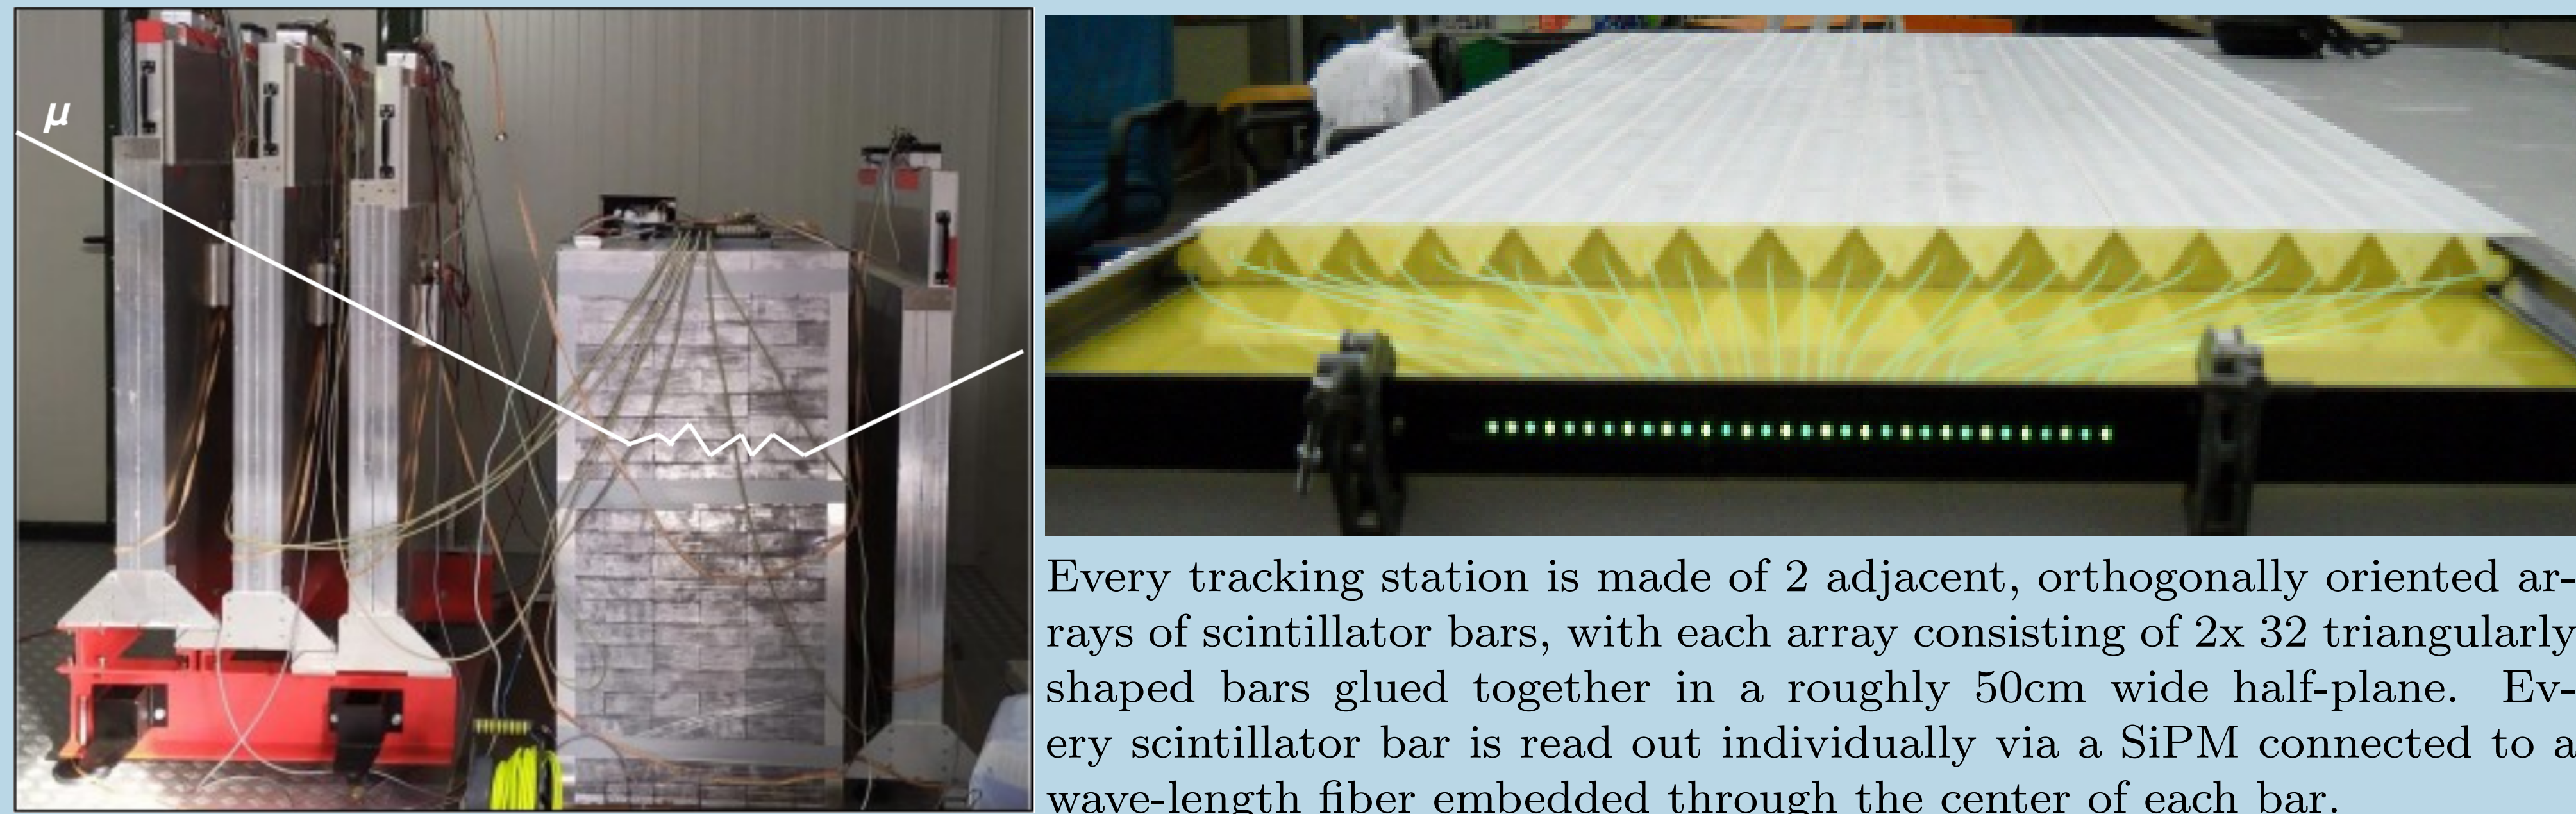 μ
Every tracking station is made of 2 adjacent, orthogonally oriented ar-
rays of scintillator bars, with each array consisting of 2x 32 triangularly
shaped bars glued together in a roughly 50cm wide half-plane. Ev-
ery scintillator bar is read out individually via a SiPM connected to a
wave-length fiber embedded through the center of each bar.